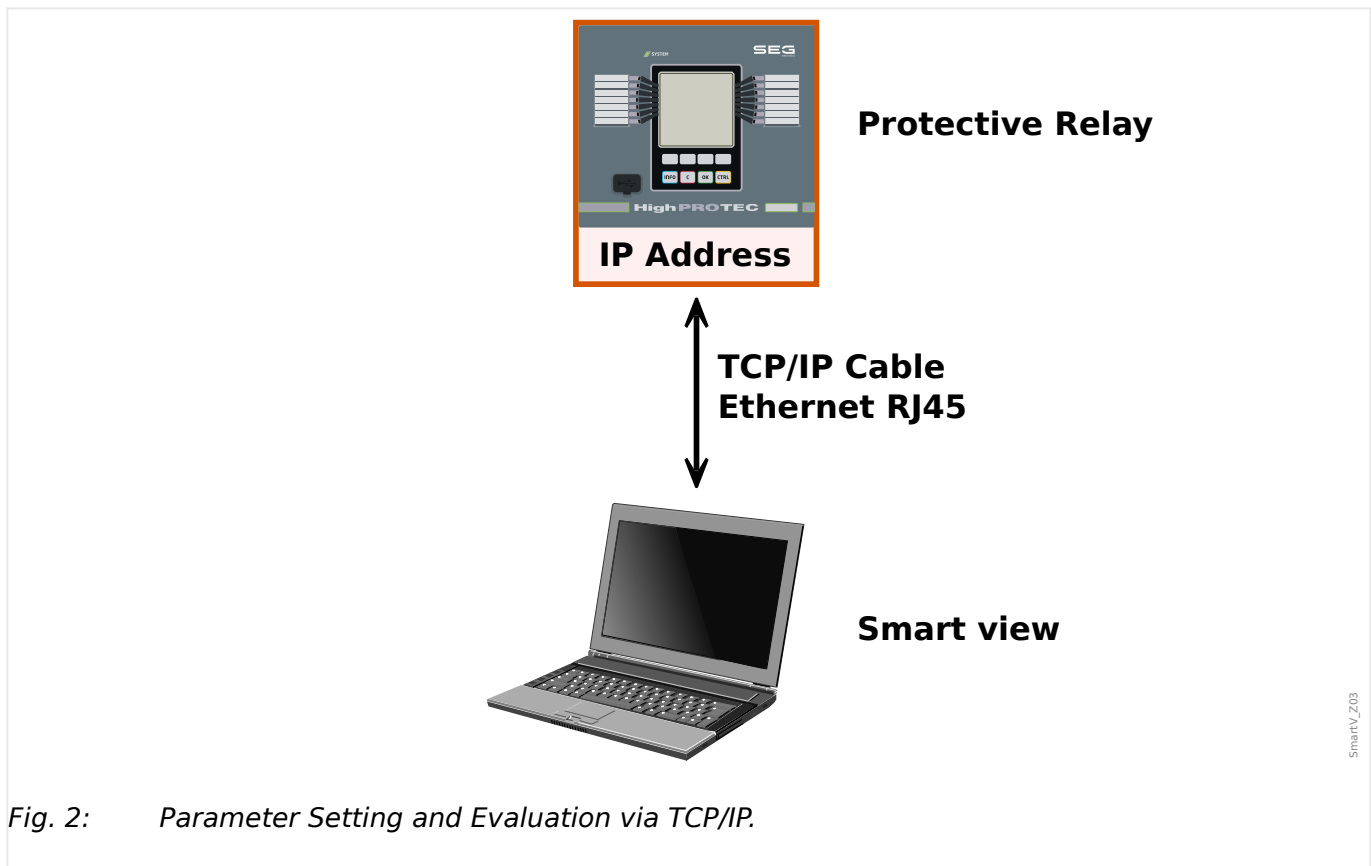 SYSTEM
SEG
INFO C OK CTRL
HighPROTEC
IP Address
Protective Relay
TCP/IP Cable
Ethernet RJ45
Smart view
SmartV_Z03
Fig. 2: Parameter Setting and Evaluation via TCP/IP.